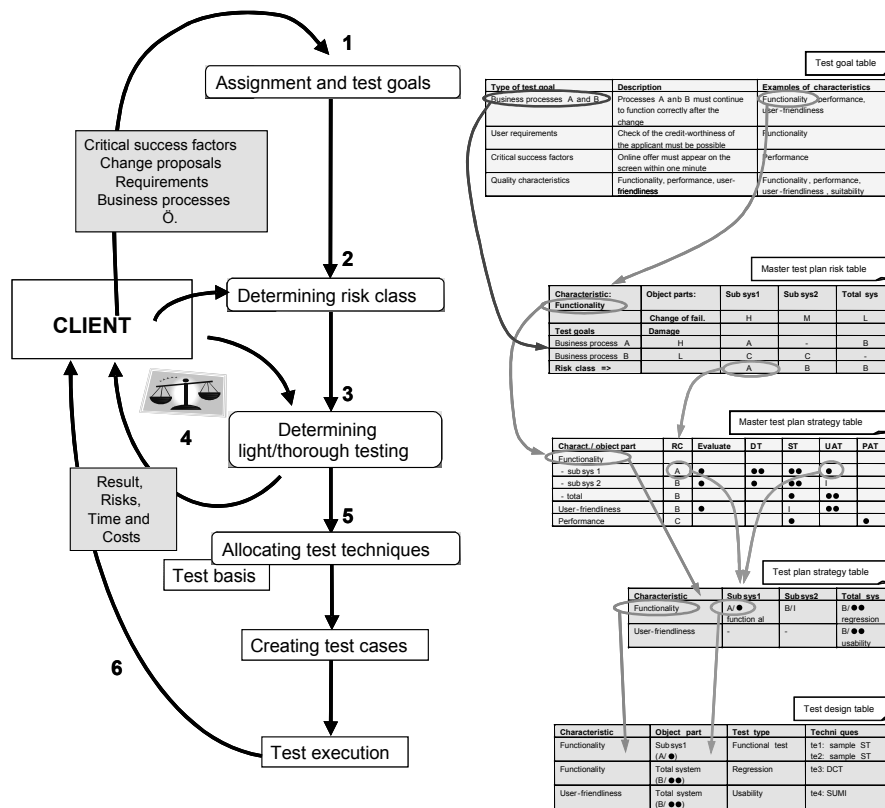 1
Assignment and test goals
Critical success factors
Change proposals
Requirements
Business processes
Ö.
2
Determining risk class
CLIENT
3
4
Determining
light/thorough testing
Result,
Risks,
Time and
Costs
5
Allocating test techniques
Test basis
Creating test cases
6
Test execution
Test goal table
Type of test goal Description Examples of characteristics
Business processes A and B Processes A anb B must continue Functionality performance,
to function correctly after the user-friendliness
change
User requirements Check of the credit-worthiness of Functionality
the applicant must be possible
Critical success factors Online offer must appear on the Performance
screen within one minute
Quality characteristics Functionality, performance, user- Functionality, performance,
friendliness user-friendliness, suitability
Master test plan risk table
Characteristic: Object parts: Sub sys1 Sub sys2 Total sys
Functionality
Change of fail. H M L
Test goals Damage
Business process A H A - B
Business process B L C C -
Risk class => A B B
Master test plan strategy table
Charact./ object part RC Evaluate DT ST UAT PAT
Functionality
- sub sys 1 A ● ●● ●● ●
- sub sys 2 B ● ● ●● I
- total B ● ●●
User-friendliness B ● I ●●
Performance C ● ●
Test plan strategy table
Characteristic Sub sys1 Sub sys2 Total sys
Functionality A/ ● B/ I B/ ●●
function al regression
User-friendliness - - B/ ●●
usability
Test design table
Characteristic Object part Test type Techni ques
Functionality Sub sys1 Functional test te1: sample ST
(A/ ●) te2: sample ST
Functionality Total system Regression te3: DCT
(B/ ●●)
User-friendliness Total system Usability te4: SUMI
(B/ ●●)